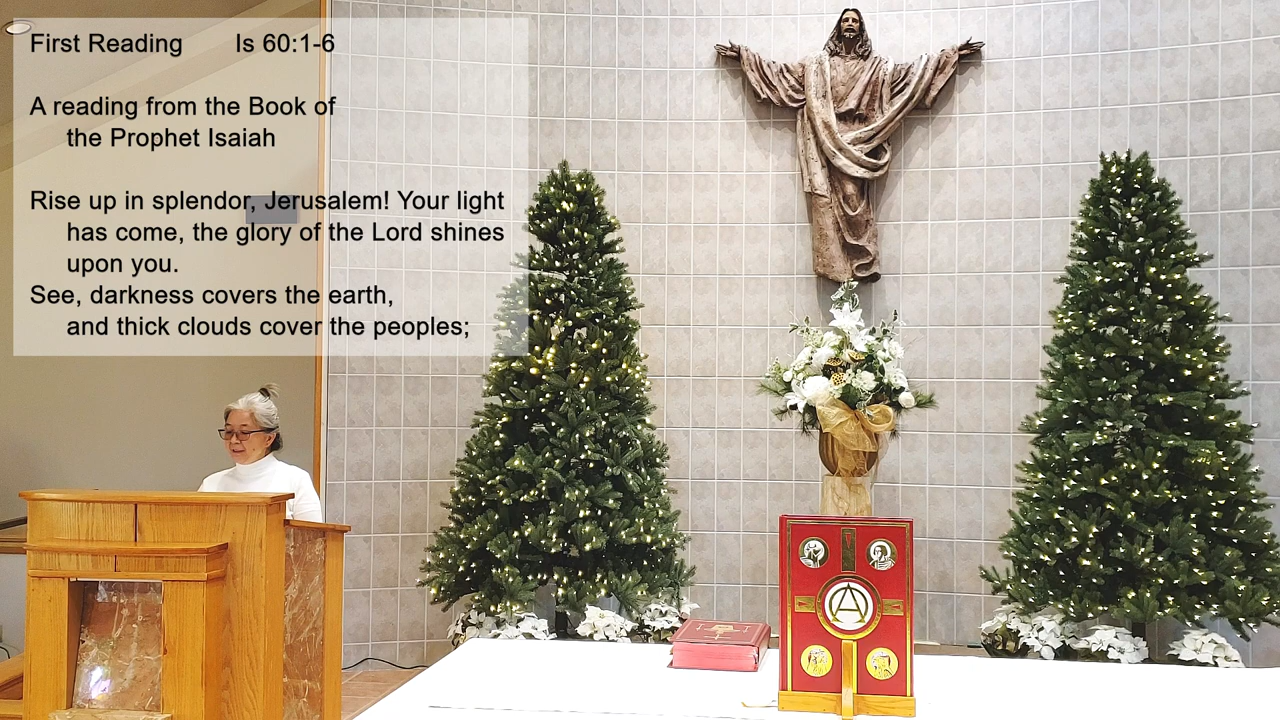 First Reading Is 60:1-6
A reading from the Book of
the Prophet Isaiah
Rise up in splendor, Jerusalem! Your light
has come, the glory of the Lord shines
upon you.
See, darkness covers the earth,
and thick clouds cover the peoples;